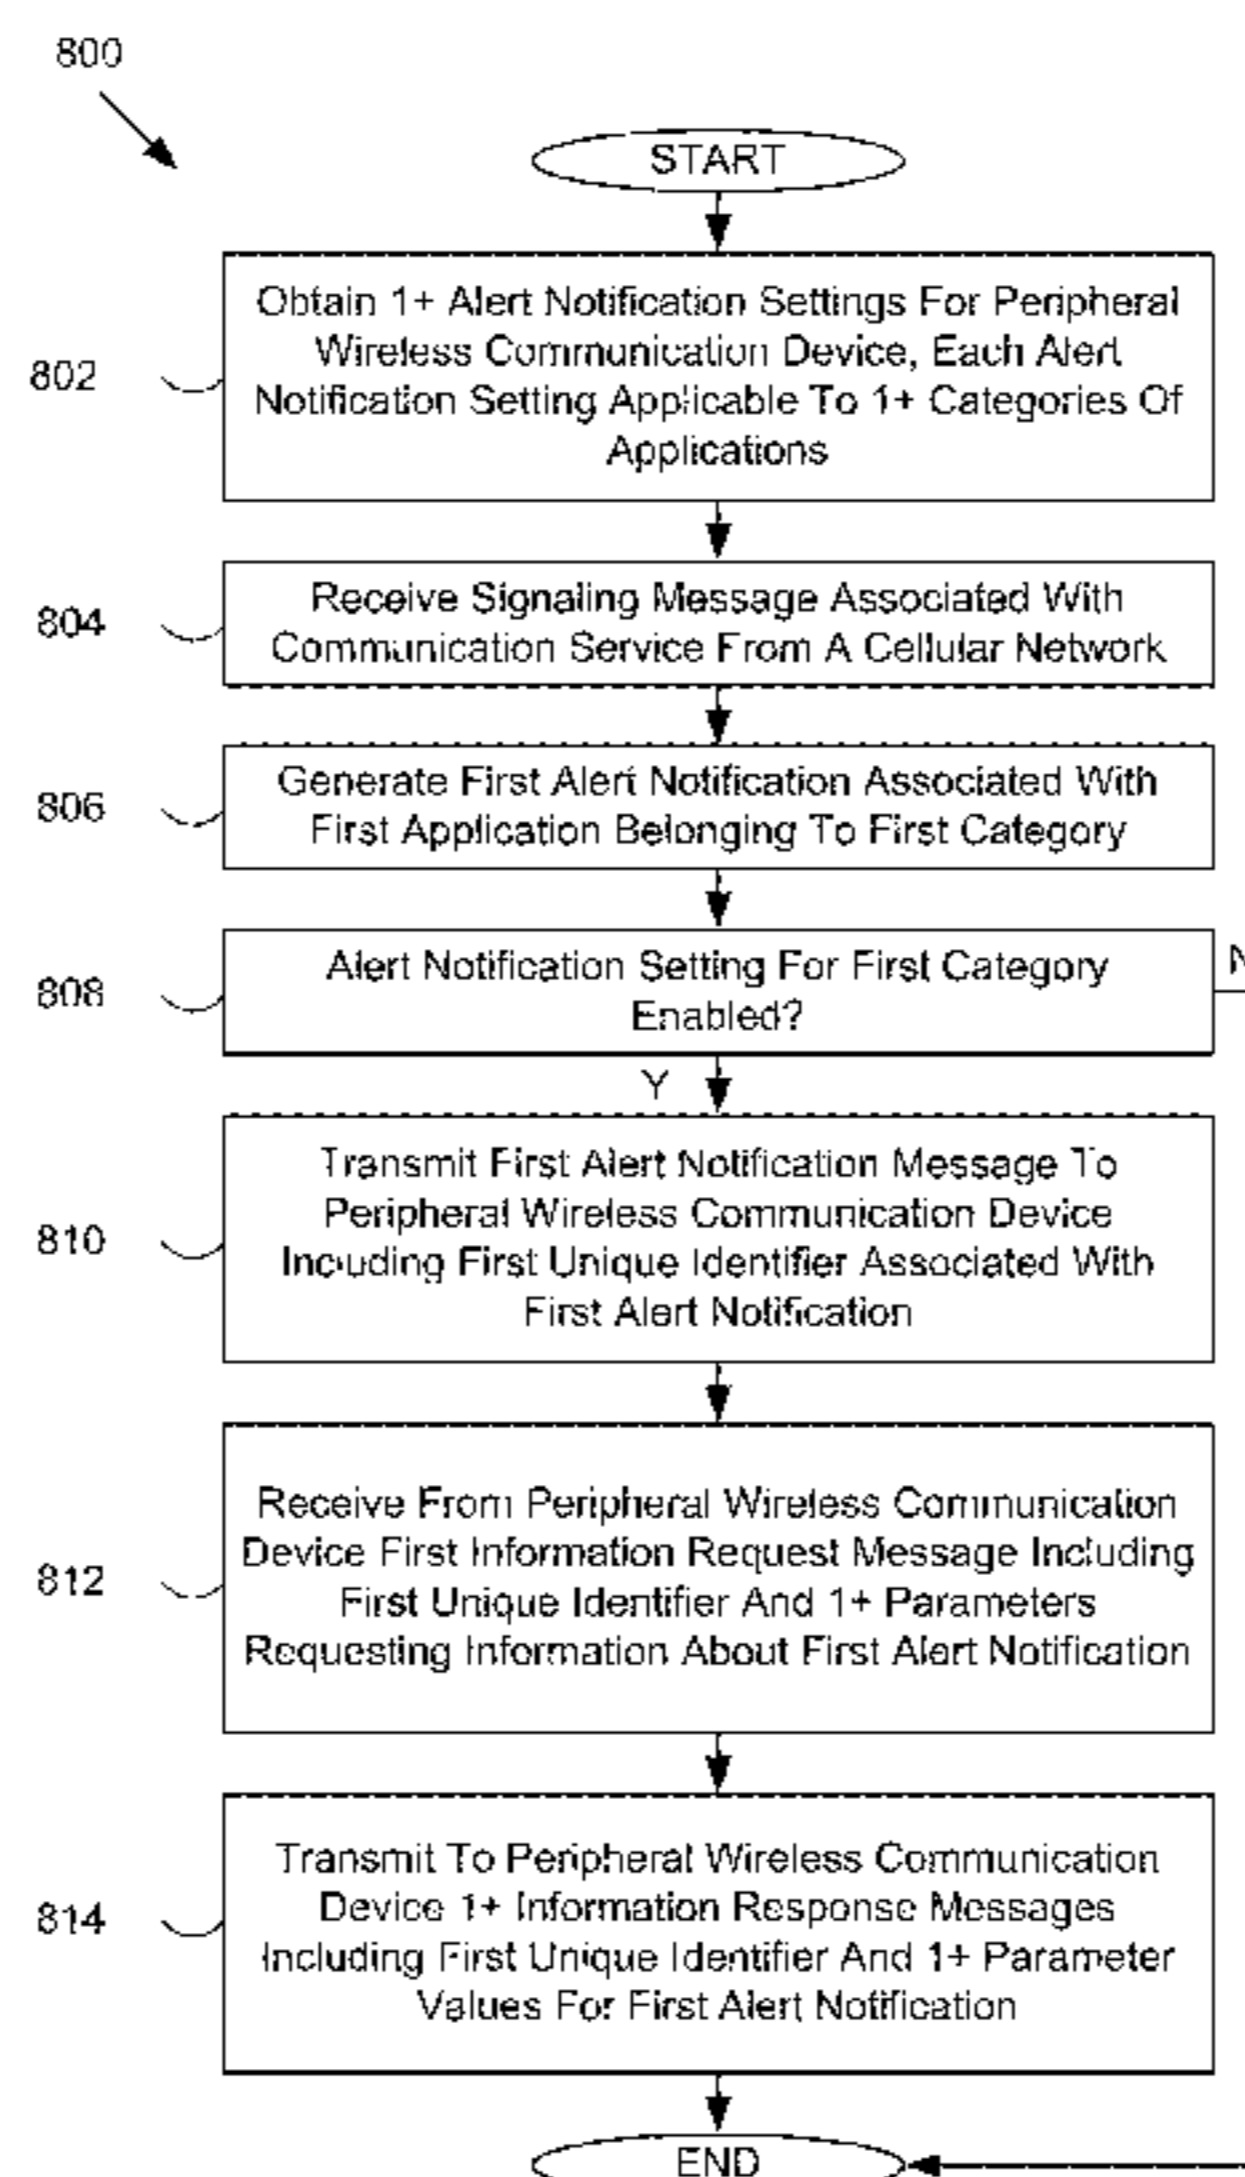 800
START
802
Obtain 1+ Alert Notification Settings For Peripheral
Wireless Communication Device, Each Alert
Notification Setting Applicable To 1+ Categories Of
Applications
804
Receive Signaling Message Associated With
Communication Service From A Cellular Network
806
Generate First Alert Notification Associated With
First Application Belonging To First Category
808
Alert Notification Setting For First Category
Enabled?
N
Y
810
Transmit First Alert Notification Message To
Peripheral Wireless Communication Device
Including First Unique Identifier Associated With
First Alert Notification
812
Receive From Peripheral Wireless Communication
Device First Information Request Message Including
First Unique Identifier And 1+ Parameters
Requesting Information About First Alert Notification
814
Transmit To Peripheral Wireless Communication
Device 1+ Information Response Messages
Including First Unique Identifier And 1+ Parameter
Values For First Alert Notification
END